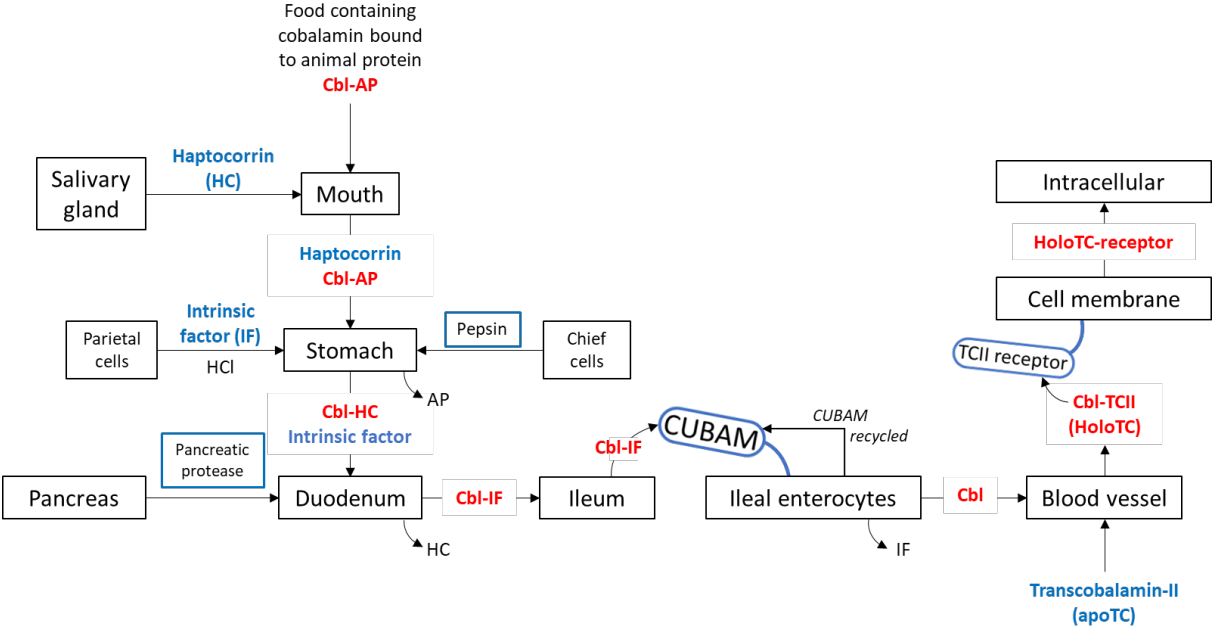 Food containing
cobalamin bound
to animal protein
Cbl-AP
Haptocorrin
(HC)
Salivary
gland
Mouth
Haptocorrin
Cbl-AP
Intrinsic
factor (IF)
HCl
Parietal
cells
Stomach
Pepsin
Chief
cells
AP
Cbl-HC
Intrinsic factor
Pancreatic
protease
Pancreas
Duodenum
HC
Cbl-IF
Ileum
Cbl-IF
CUBAM
CUBAM
recycled
Ileal enterocytes
IF
Cbl
Blood vessel
Transcobalamin-II
(apoTC)
Cbl-TCII
(HoloTC)
TCII receptor
Cell membrane
HoloTC-receptor
Intracellular